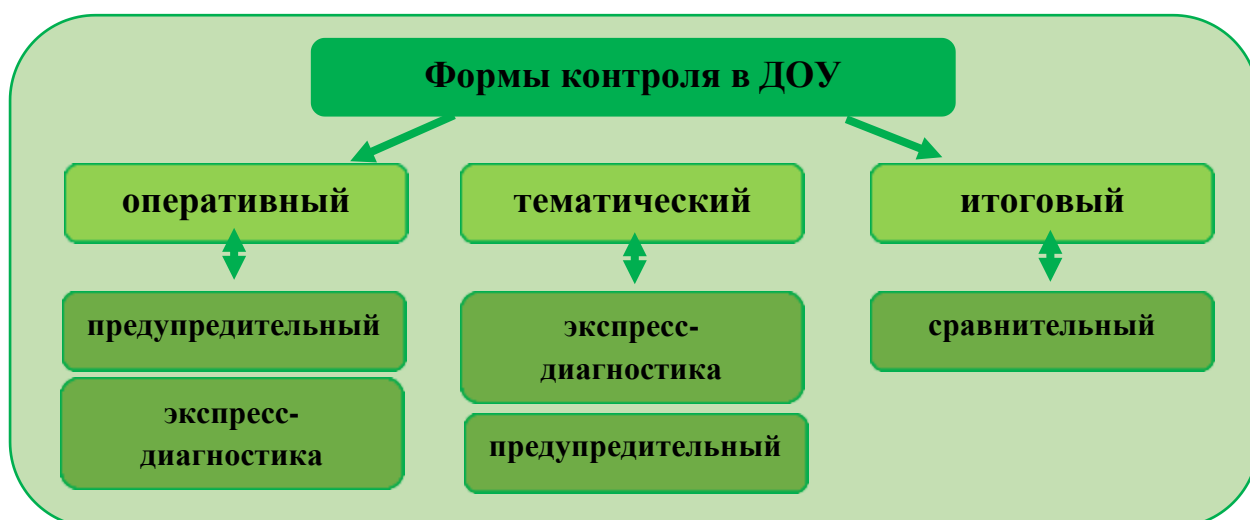 Формы контроля в ДОУ
оперативный
тематический
итоговый
предупредительный
экспресс-
диагностика
экспресс-
диагностика
предупредительный
сравнительный